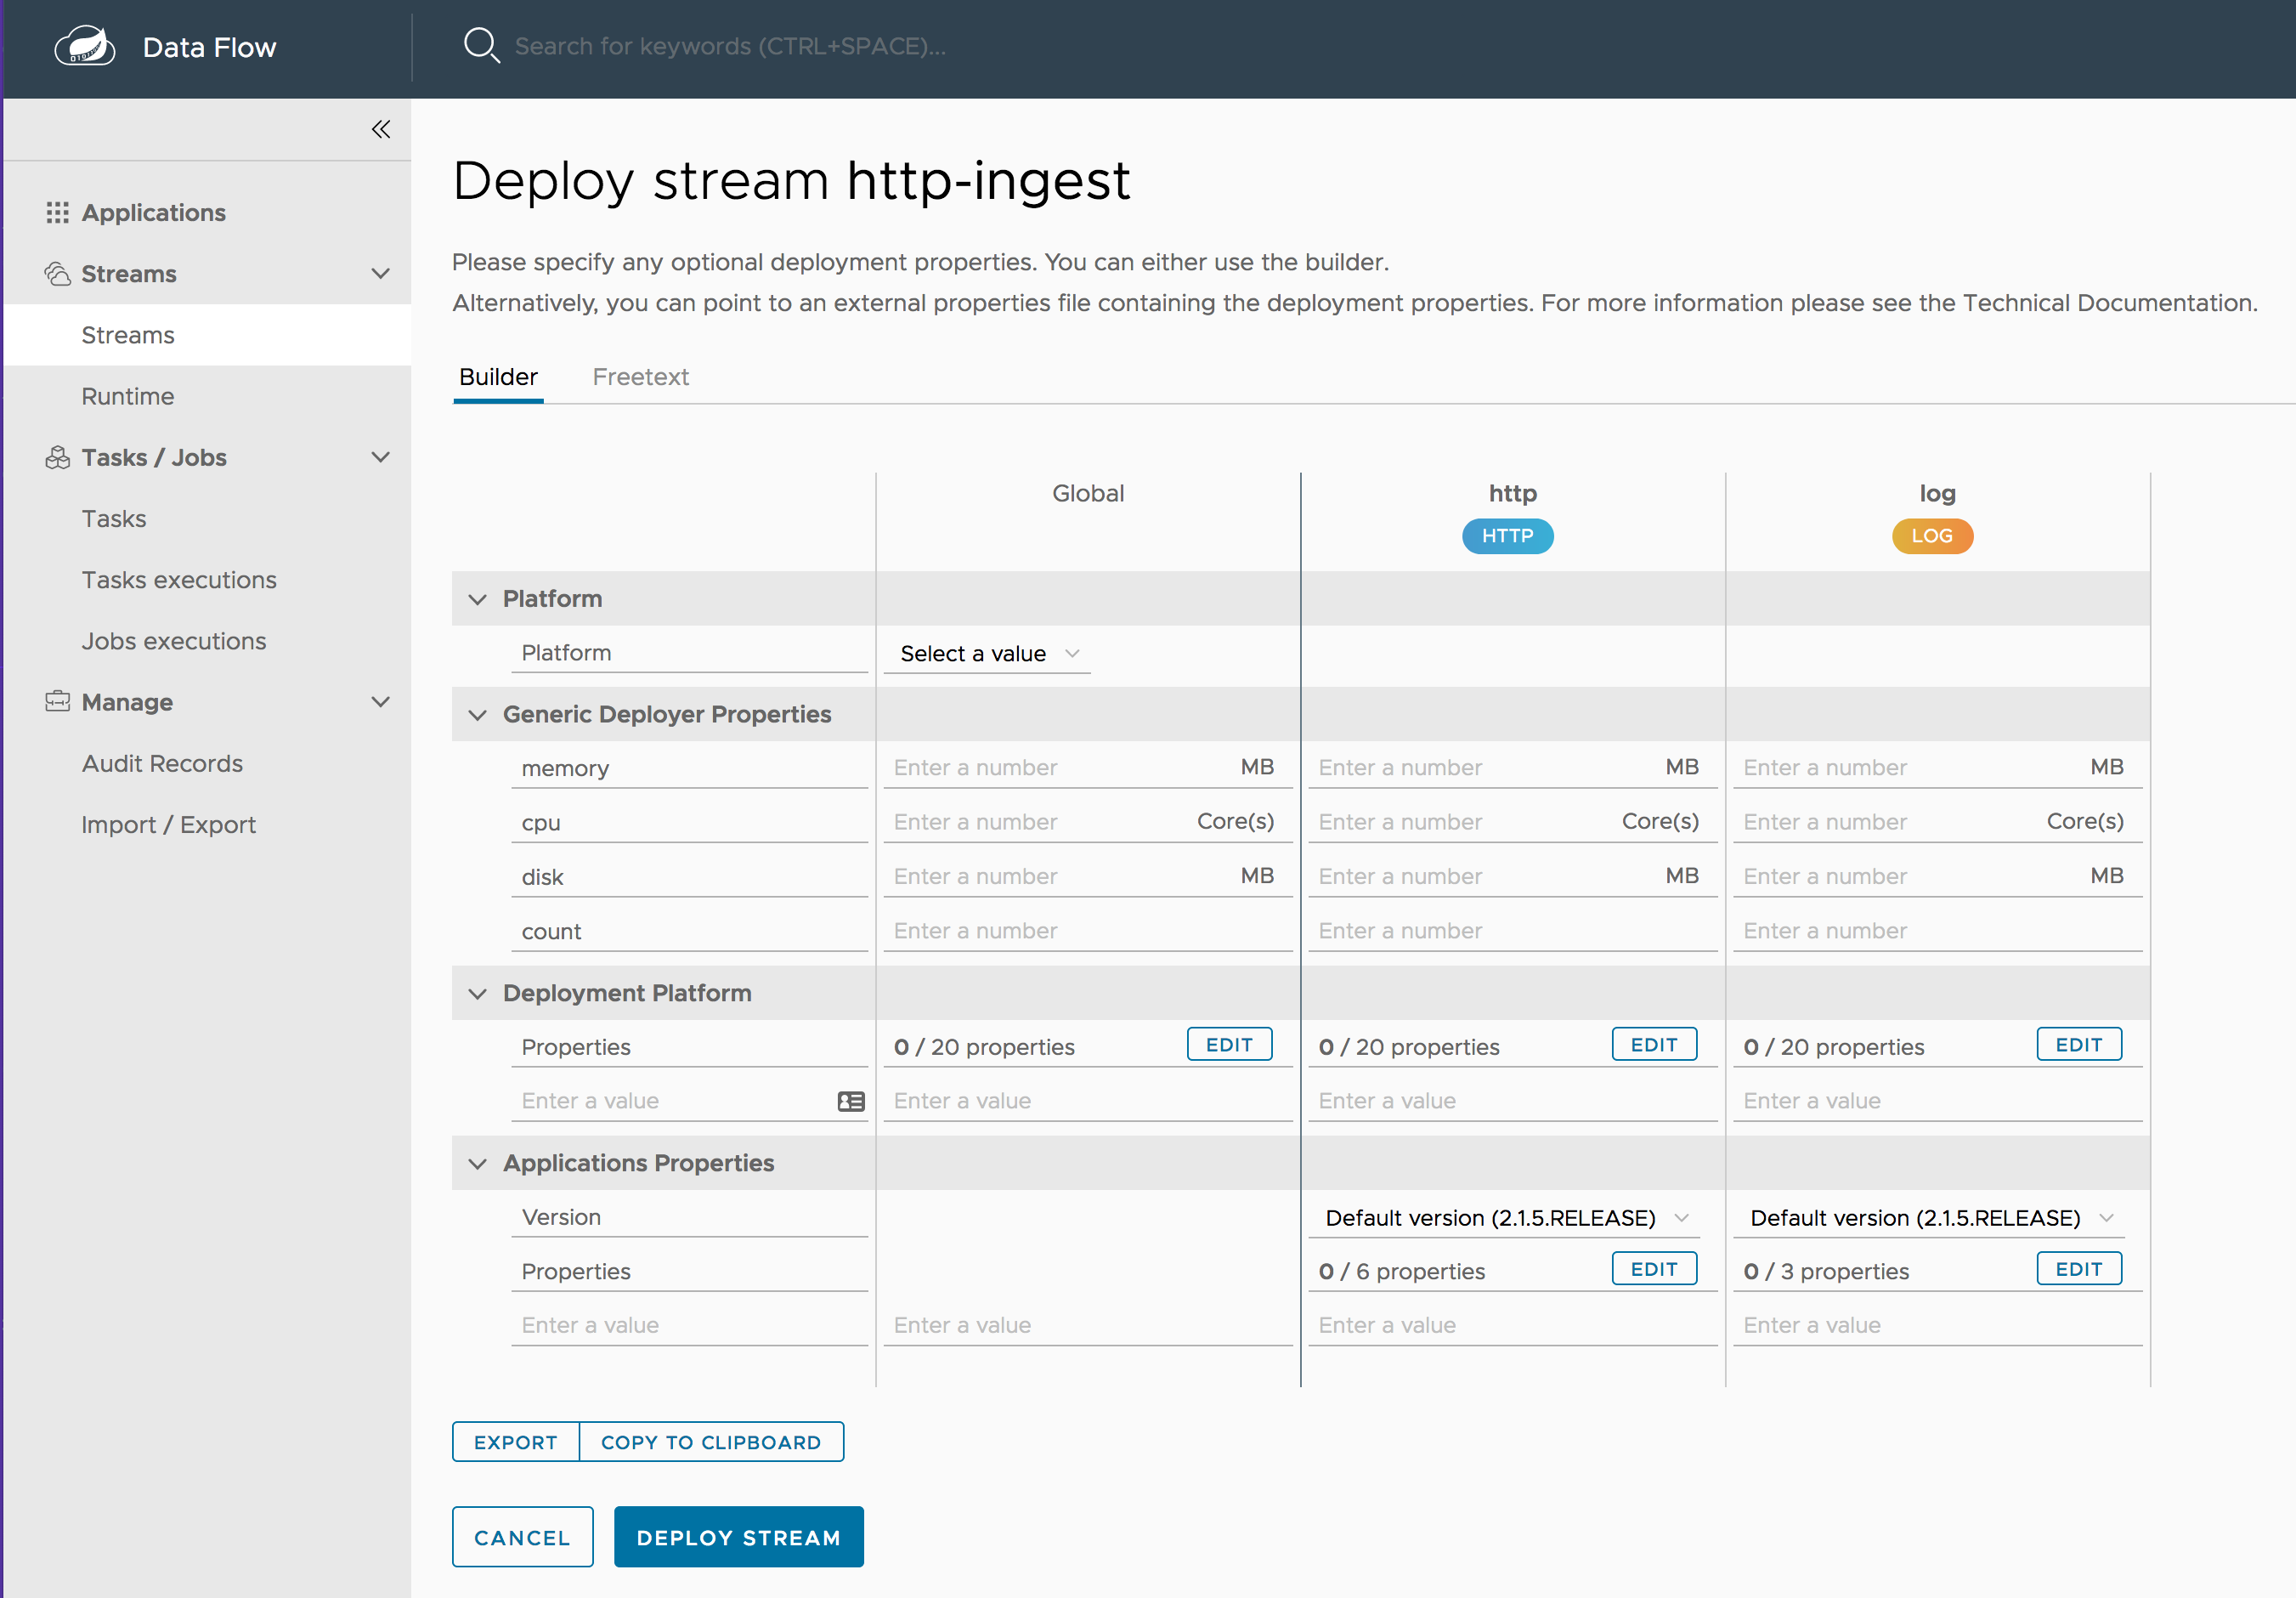 Data Flow
Search for keywords (CTRL+SPACE)...
Applications
Streams
Streams
Runtime
Tasks / Jobs
Tasks
Tasks executions
Jobs executions
Manage
Audit Records
Import / Export
Deploy stream http-ingest
Please specify any optional deployment properties. You can either use the builder.
Alternatively, you can point to an external properties file containing the deployment properties. For more information please see the Technical Documentation.
Builder Freetext
Global http log
HTTP LOG
Platform
Platform Select a value
Generic Deployer Properties
memory Enter a number MB Enter a number MB Enter a number MB
cpu Enter a number Core(s) Enter a number Core(s) Enter a number Core(s)
disk Enter a number MB Enter a number MB Enter a number MB
count Enter a number Enter a number Enter a number
Deployment Platform
Properties 0 / 20 properties EDIT 0 / 20 properties EDIT 0 / 20 properties EDIT
Enter a value Enter a value Enter a value Enter a value
Applications Properties
Version Default version (2.1.5.RELEASE) Default version (2.1.5.RELEASE)
Properties 0 / 6 properties EDIT 0 / 3 properties EDIT
Enter a value Enter a value Enter a value Enter a value
EXPORT COPY TO CLIPBOARD
CANCEL DEPLOY STREAM